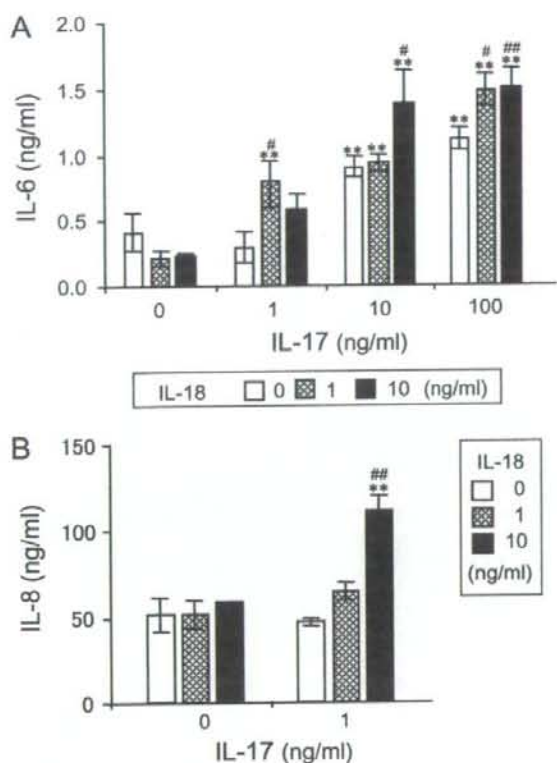 A
2.0
1.5
1.0
0.5
0.0
IL-6 (ng/ml)
**
#
** **
**
#
**
**
#
**
##
**
0 1 10 100
IL-17 (ng/ml)
IL-18 0 1 10 (ng/ml)
B
150
100
50
0
IL-8 (ng/ml)
##
**
0 1
IL-17 (ng/ml)
IL-18
0
1
10
(ng/ml)